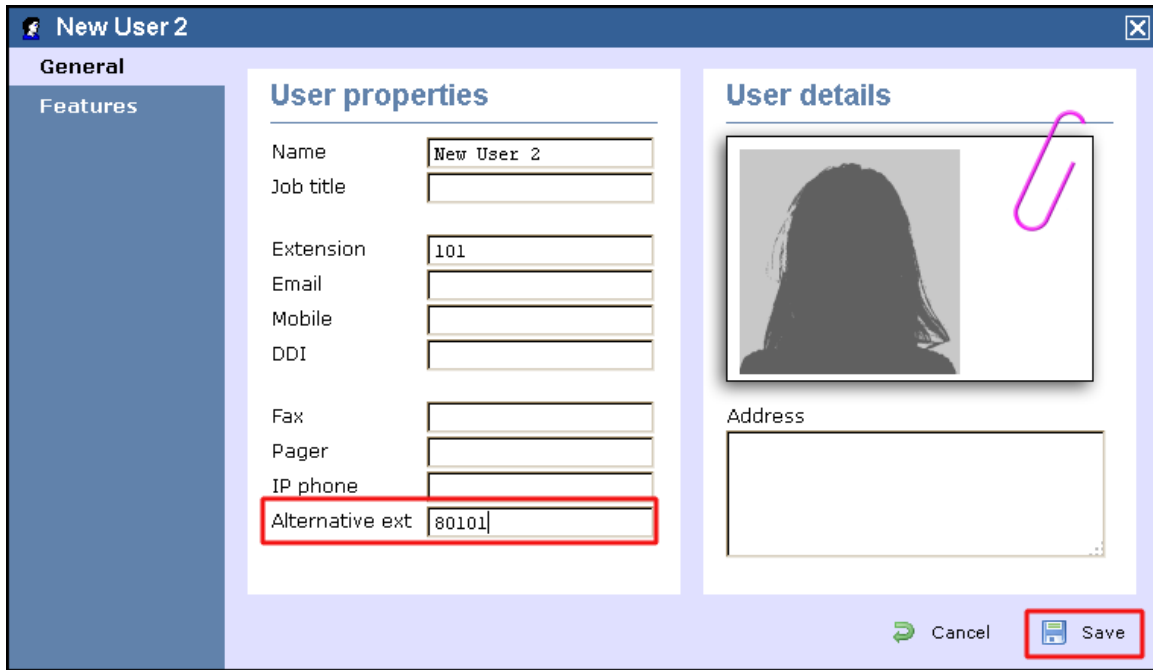 New User 2
General
Features
User properties
Name New User 2
Job title
Extension 101
Email
Mobile
DDI
Fax
Pager
IP phone
Alternative ext 80101
User details
Address
Cancel Save